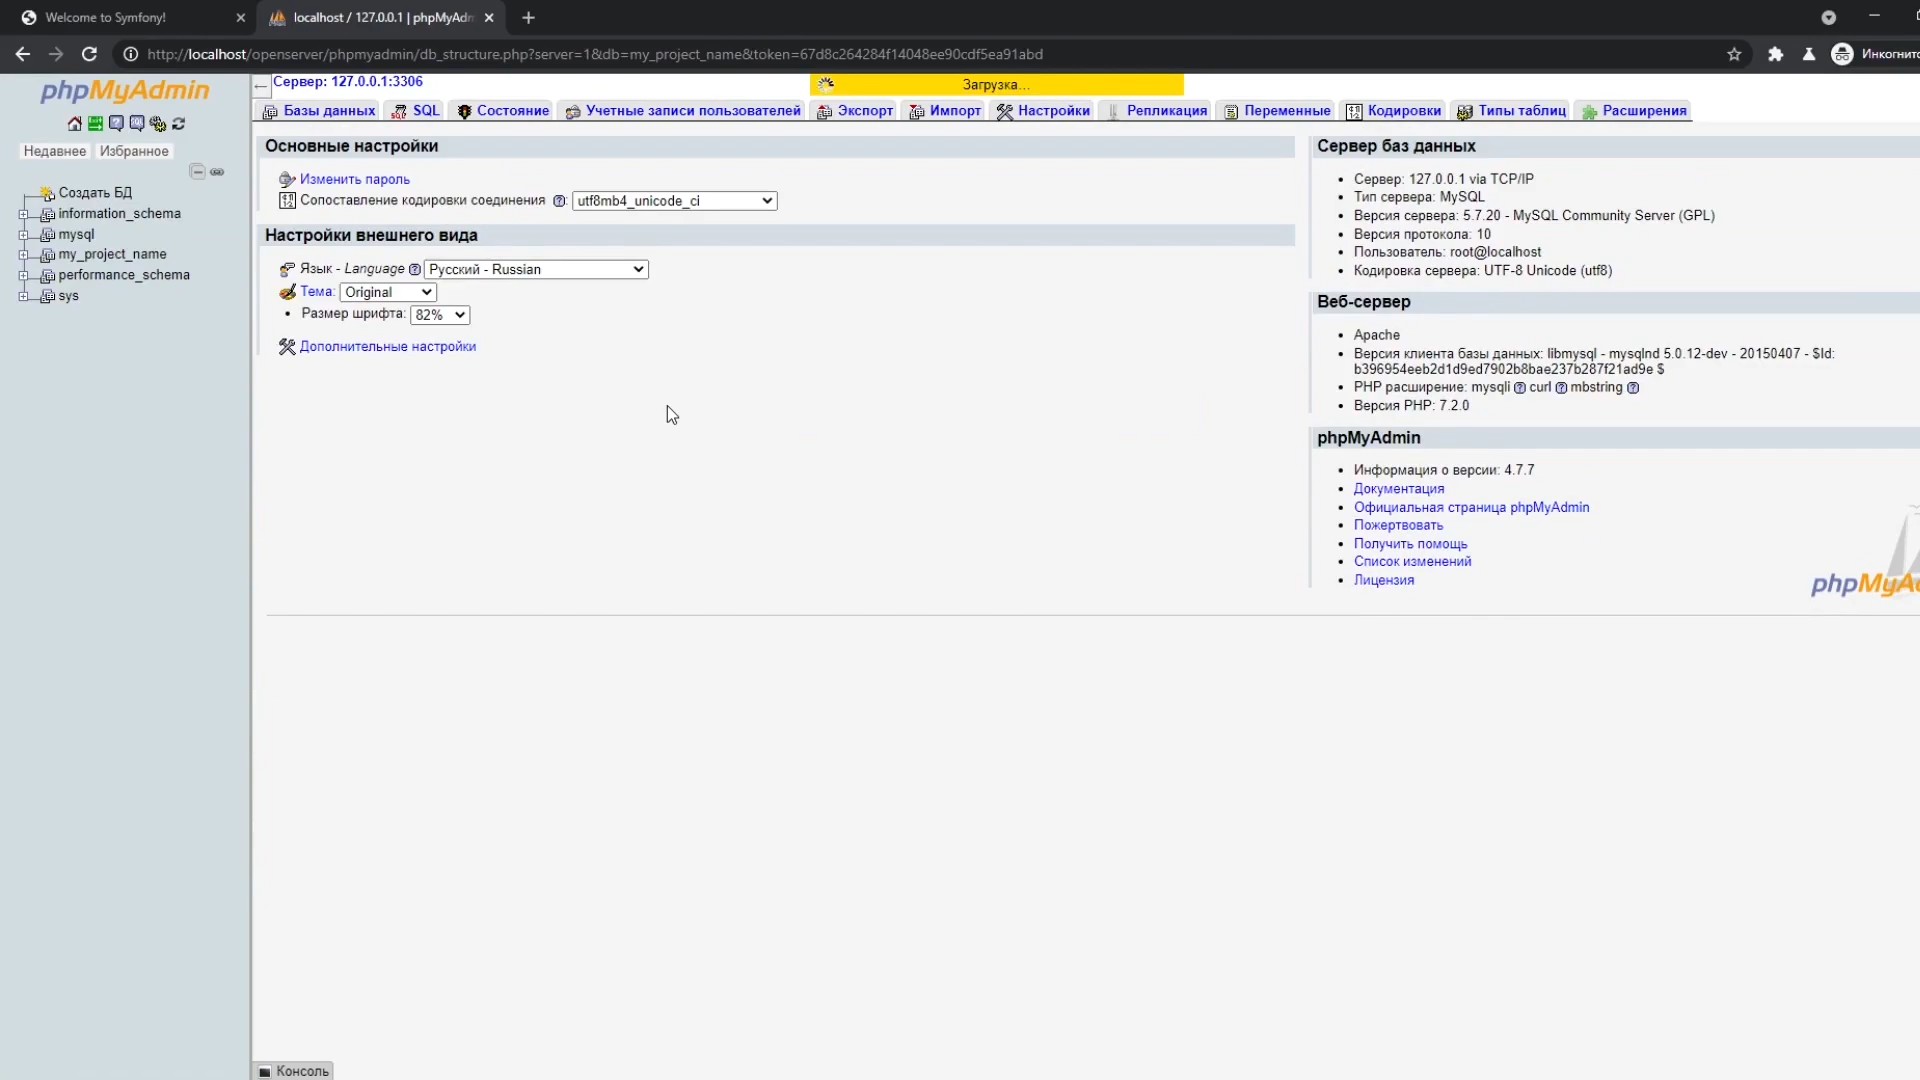 Welcome to Symfony!
localhost / 127.0.0.1 | phpMyAdm
http://localhost/openserver/phpmyadmin/db_structure.php?server=1&db=my_project_name&token=67d8c264284f14048ee90cdf5ea91abd
Инкогнито
phpMyAdmin
Недавнее Избранное
Создать БД
information_schema
mysql
my_project_name
performance_schema
sys
Сервер: 127.0.0.1:3306
Загрузка...
Базы данных SQL Состояние Учетные записи пользователей Экспорт Импорт Настройки Репликация Переменные Кодировки Типы таблиц Расширения
Основные настройки
Изменить пароль
Сопоставление кодировки соединения : utf8mb4_unicode_ci
Настройки внешнего вида
Язык - Language Русский - Russian
Тема: Original
Размер шрифта: 82%
Дополнительные настройки
Сервер баз данных
Сервер: 127.0.0.1 via TCP/IP
Тип сервера: MySQL
Версия сервера: 5.7.20 - MySQL Community Server (GPL)
Версия протокола: 10
Пользователь: root@localhost
Кодировка сервера: UTF-8 Unicode (utf8)
Веб-сервер
Apache
Версия клиента базы данных: libmysql - mysqlnd 5.0.12-dev - 20150407 - $Id:
b396954eeb2d1d9ed7902b8bae237b287f21ad9e $
PHP расширение: mysqli curl mbstring
Версия PHP: 7.2.0
phpMyAdmin
Информация о версии: 4.7.7
Документация
Официальная страница phpMyAdmin
Пожертвовать
Получить помощь
Список изменений
Лицензия
phpMyAd
Консоль